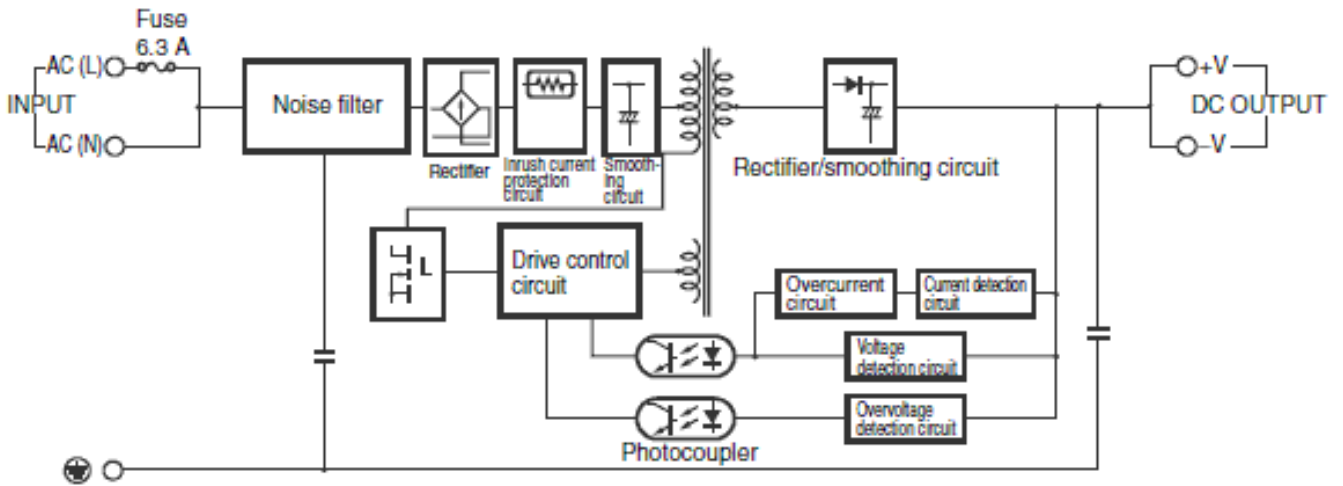 Fuse
6.3 A
AC (L)
INPUT
AC (N)
Noise filter
Rectifier
Inrush current
protection
circuit
Smooth-
ing
circuit
Rectifier/smoothing circuit
+V
DC OUTPUT
-V
L
Drive control
circuit
Overcurrent
circuit
Current detection
circuit
Voltage
detection circuit
Overvoltage
detection circuit
Photocoupler